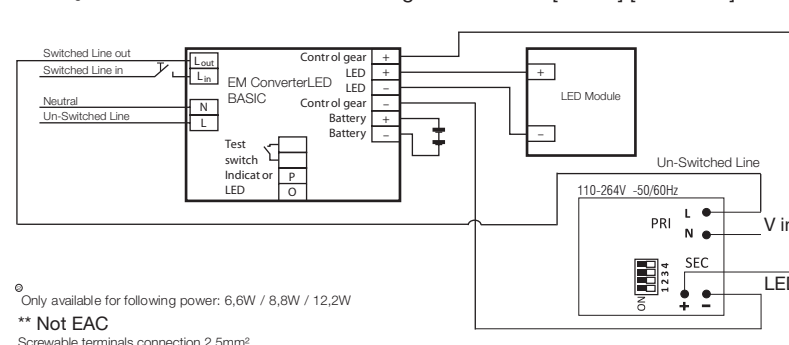 Switched Line out
Switched Line in
Neutral
Un-Switched Line
Lout
Lin
N
L
EM ConverterLED
BASIC
Control gear +
LED +
LED –
Control gear –
Battery +
Battery –
Test
switch
Indicator P
LED O
+
LED Module
–
Un-Switched Line
110-264V -50/60Hz
PRI L
N
V in
SEC
LED
ON
1 2 3 4
+ –
Only available for following power: 6,6W / 8,8W / 12,2W
** Not EAC
Screwable terminals connection 2,5mm²